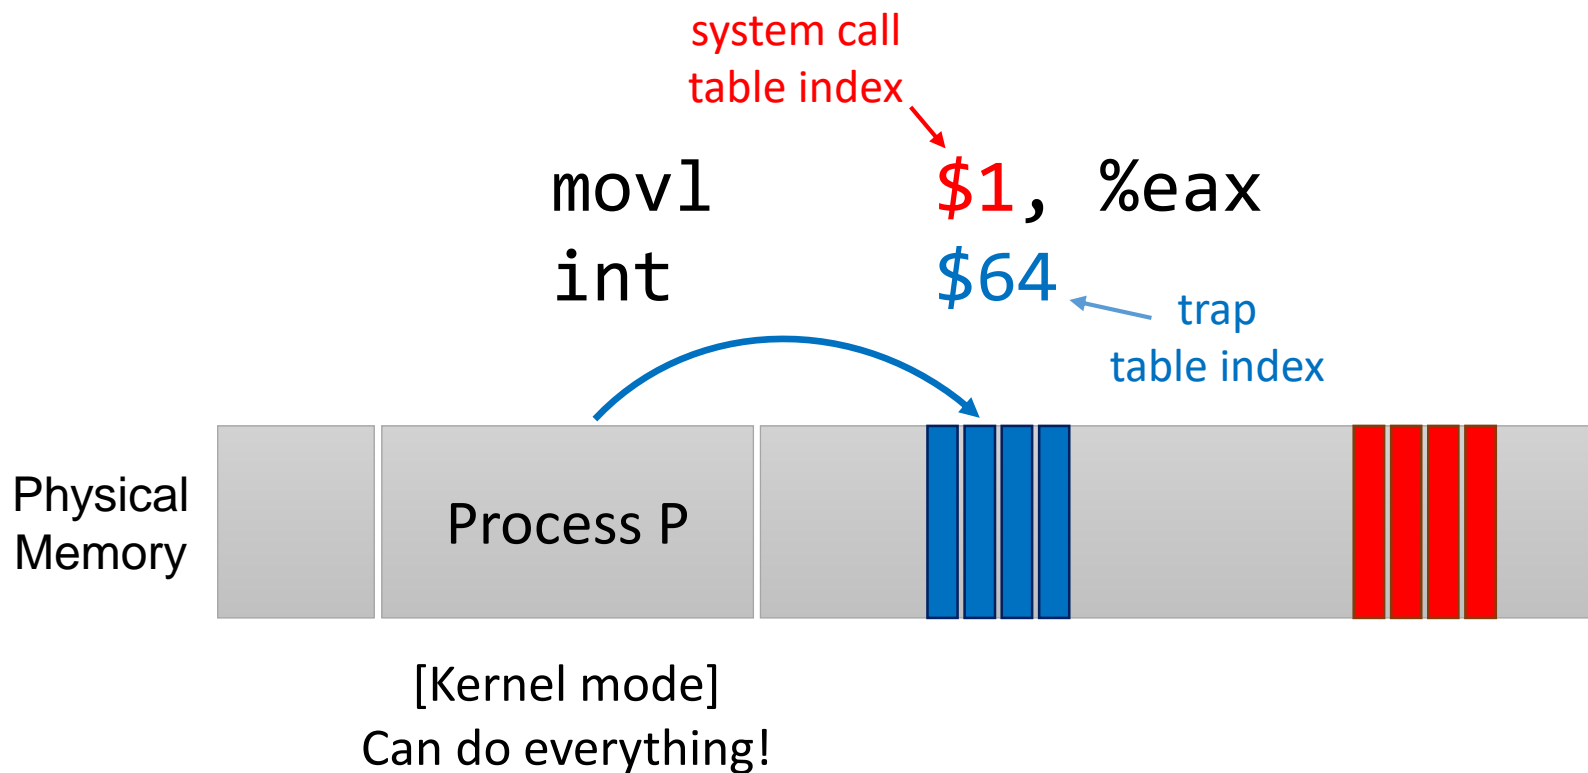 system call
table index
movl $1, %eax
int $64
trap
table index
Physical
Memory
Process P
[Kernel mode]
Can do everything!